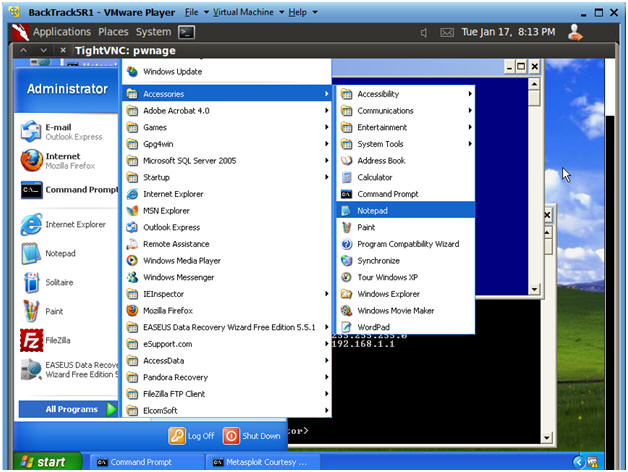 BackTrack5R1 - VMware Player File Virtual Machine Help
Applications Places System Tue Jan 17, 8:13 PM
TightVNC: pwnage
Administrator
E-mail
Outlook Express
Internet
Mozilla Firefox
Command Prompt
Internet Explorer
Notepad
Solitaire
Paint
FileZilla
EASEUS Data Recovery
Wizard Free Edition 5
All Programs
Windows Update
Accessories
Adobe Acrobat 4.0
Games
Gpg4win
Microsoft SQL Server 2005
Startup
Internet Explorer
MSN Explorer
Outlook Express
Remote Assistance
Windows Media Player
Windows Messenger
IEInspector
Mozilla Firefox
EASEUS Data Recovery Wizard Free Edition 5.5.1
eSupport.com
AccessData
Pandora Recovery
FileZilla FTP Client
ElcomSoft
Accessibility
Communications
Entertainment
System Tools
Address Book
Calculator
Command Prompt
Notepad
Paint
Program Compatibility Wizard
Synchronize
Tour Windows XP
Windows Explorer
Windows Movie Maker
WordPad
255.255.255.0
192.168.1.1
tor>
Log Off Shut Down
start Command Prompt Metasploit Courtesy ...